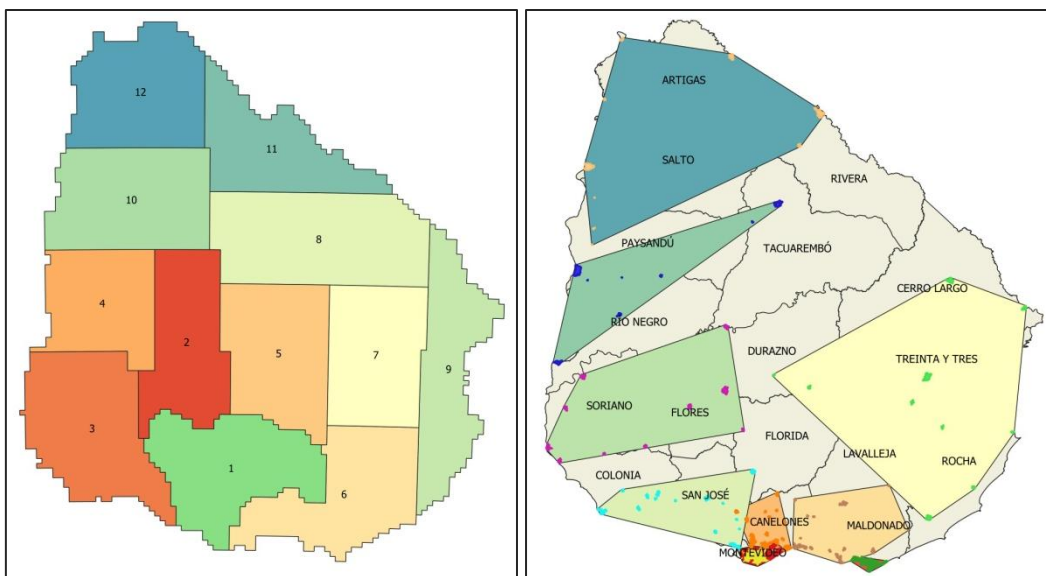 12
11
10
8
4
2
5
7
9
3
1
6
ARTIGAS
SALTO
RIVERA
PAYSANDÚ
TACUAREMBÓ
CERRO LARGO
RÍO NEGRO
DURAZNO
TREINTA Y TRES
SORIANO
FLORES
FLORIDA
LAVALLEJA
ROCHA
COLONIA
SAN JOSÉ
CANELONES
MALDONADO
MONTEVIDEO